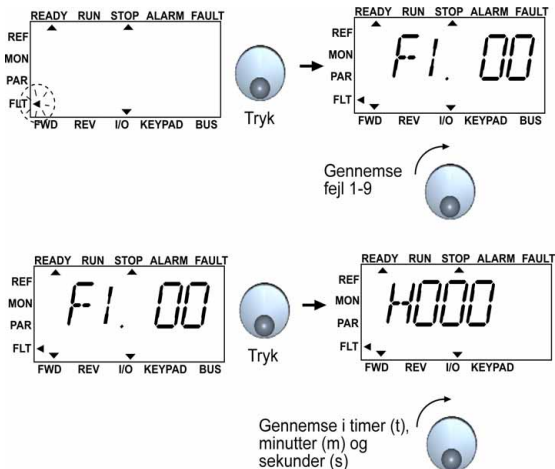 READY RUN STOP ALARM FAULT
REF
MON
PAR
FLT
FWD REV I/O KEYPAD BUS
Tryk
READY RUN STOP ALARM FAULT
REF
MON
PAR
FLT
F1. 00
FWD REV I/O KEYPAD BUS
Gennemse
fejl 1-9
READY RUN STOP ALARM FAULT
REF
MON
PAR
FLT
F1. 00
FWD REV I/O KEYPAD BUS
Tryk
READY RUN STOP ALARM FAULT
REF
MON
PAR
FLT
H000
FWD REV I/O KEYPAD
Gennemse i timer (t),
minutter (m) og
sekunder (s)